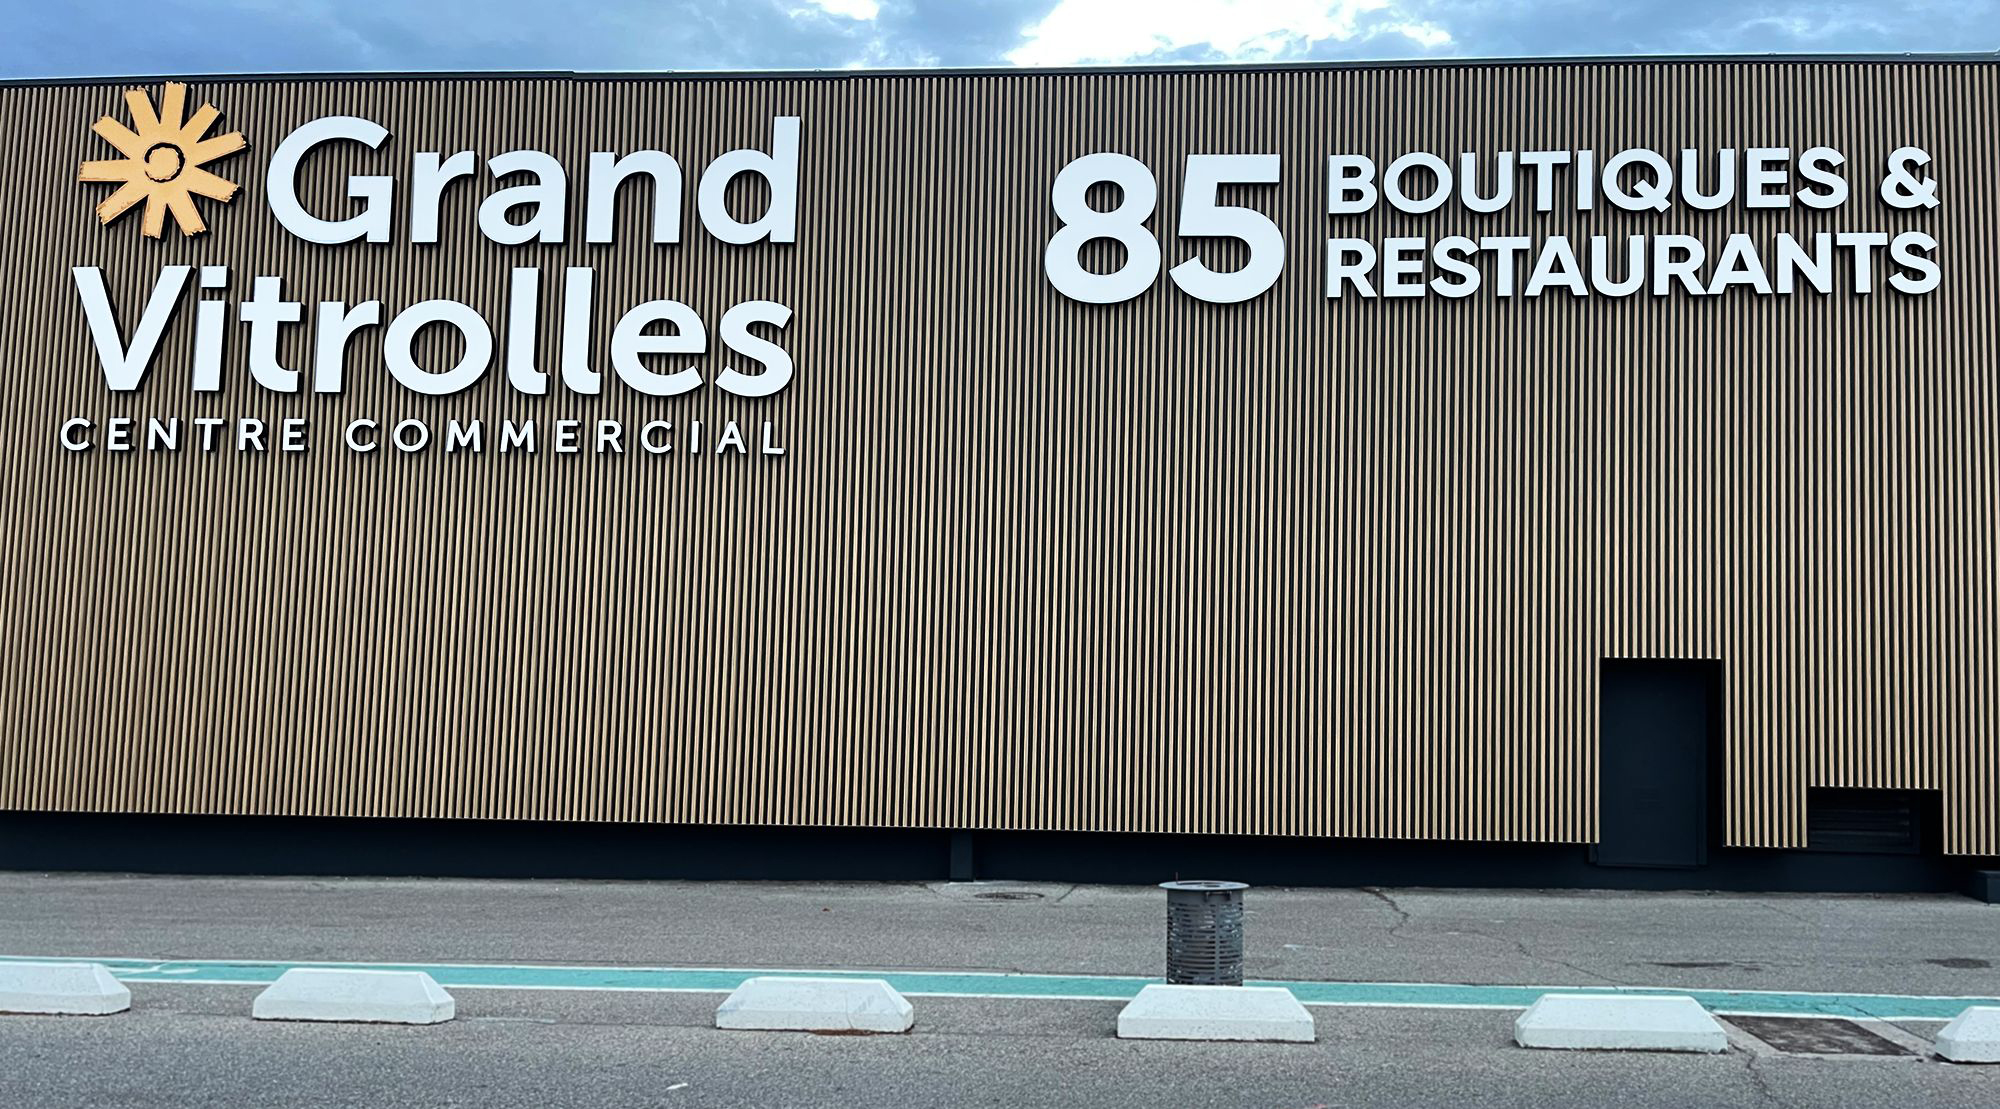 Grand
Vitrolles
CENTRE COMMERCIAL
85 BOUTIQUES &
RESTAURANTS